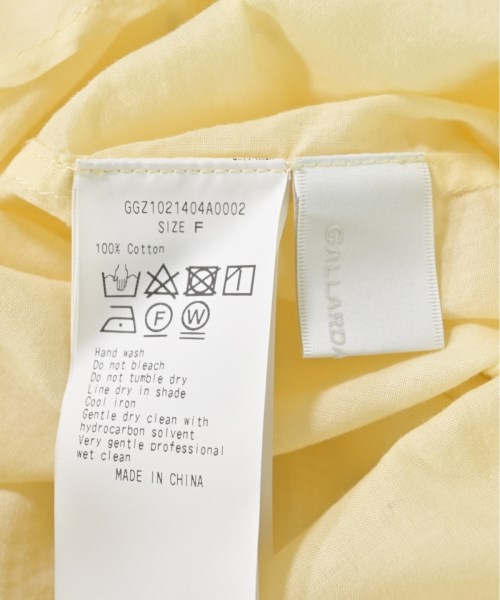 GGZ1021404A0002
SIZE F
100% Cotton
F
W
Hand wash
Do not bleach
Do not tumble dry
Line dry in shade
Cool iron
Gentle dry clean with
hydrocarbon solvent
Very gentle professional
wet clean
MADE IN CHINA